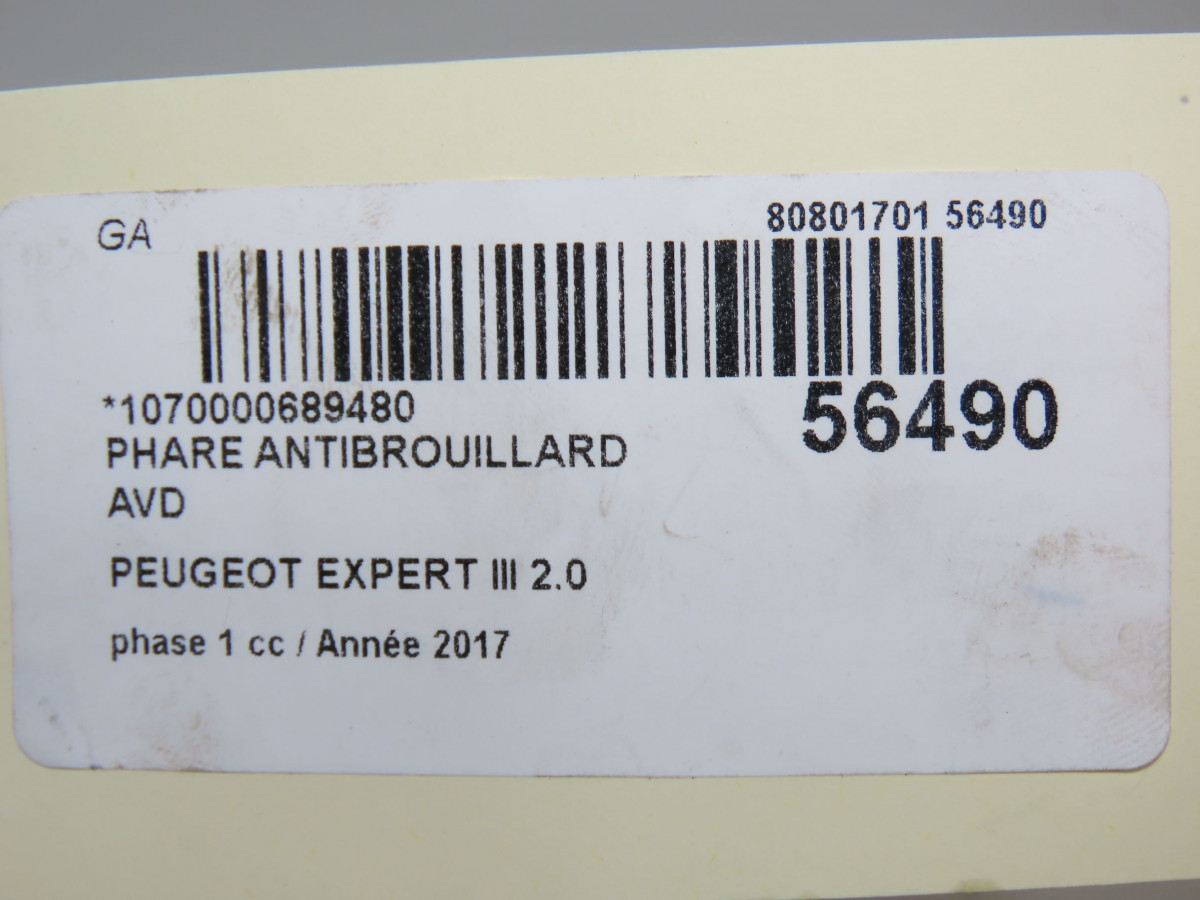 GA
80801701 56490
*1070000689480
56490
PHARE ANTIBROUILLARD
AVD
PEUGEOT EXPERT III 2.0
phase 1 cc / Année 2017